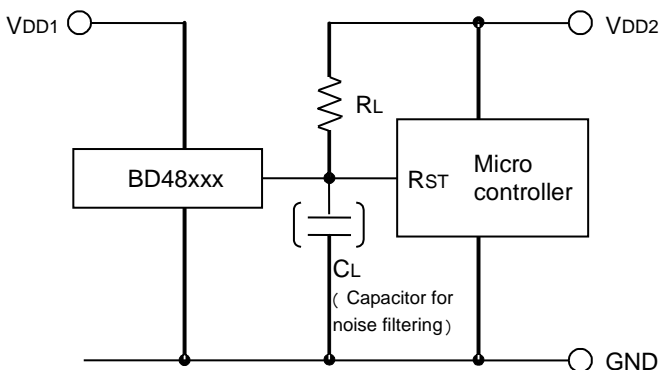 VDD1
VDD2
RL
BD48xxx
RST
Micro
controller
CL
( Capacitor for
noise filtering )
GND